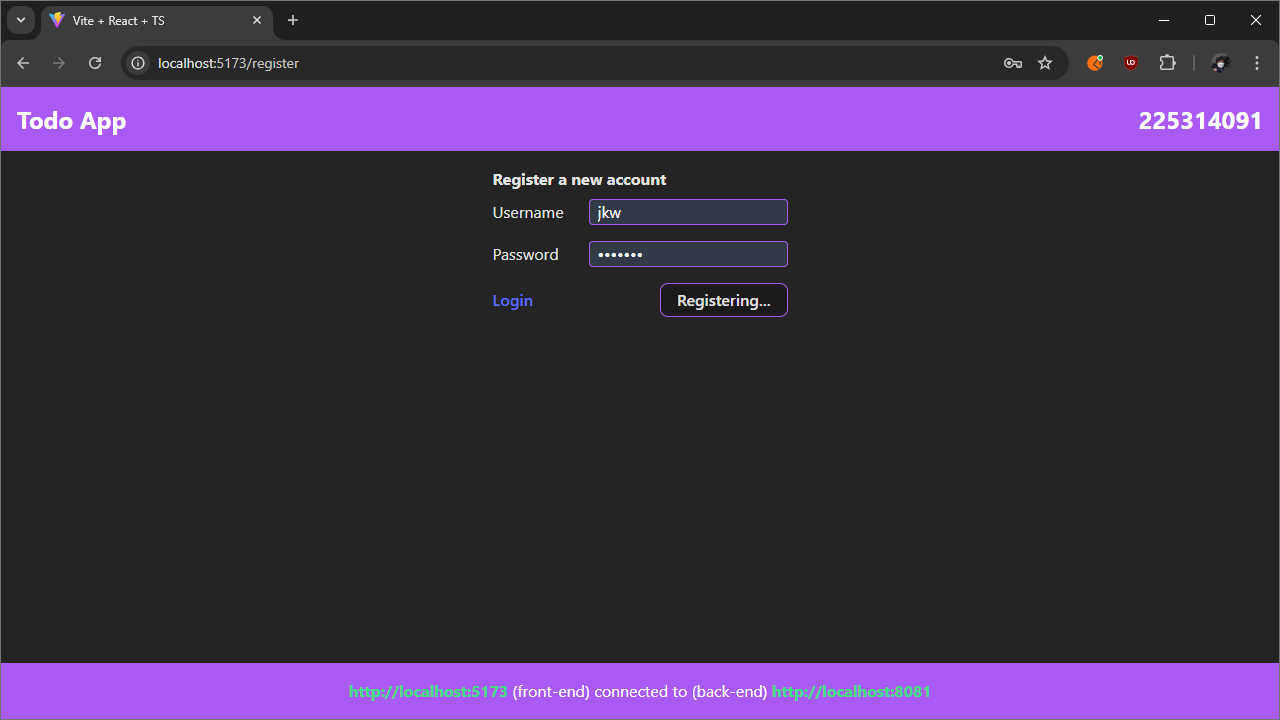 Vite + React + TS
localhost:5173/register
Todo App
225314091
Register a new account
Username jkw
Password •••••••
Login Registering...
http://localhost:5173 (front-end) connected to (back-end) http://localhost:8081